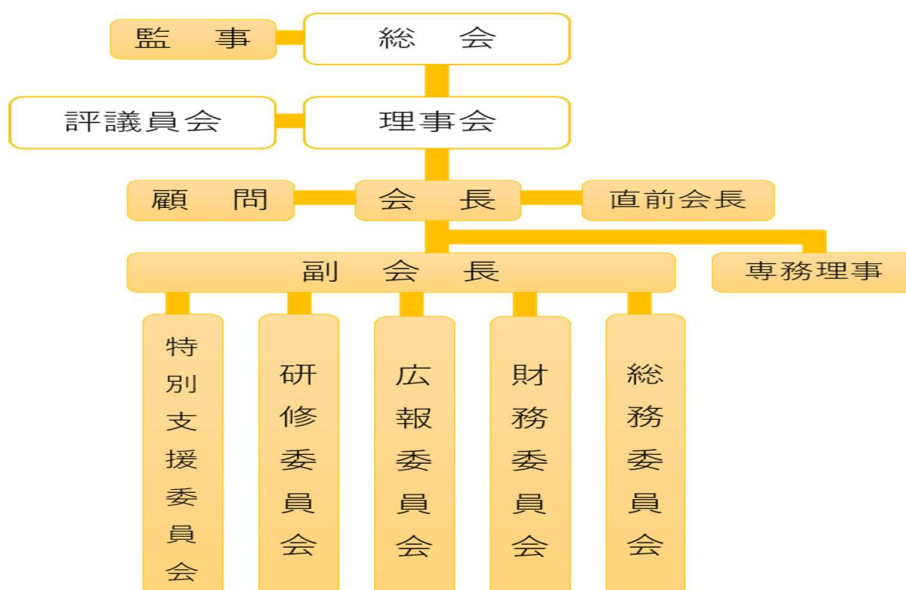 監　事
総　会
評議員会
理事会
顧　問
会　長
直前会長
副　会　長
専務理事
特別支援委員会
研修委員会
広報委員会
財務委員会
総務委員会